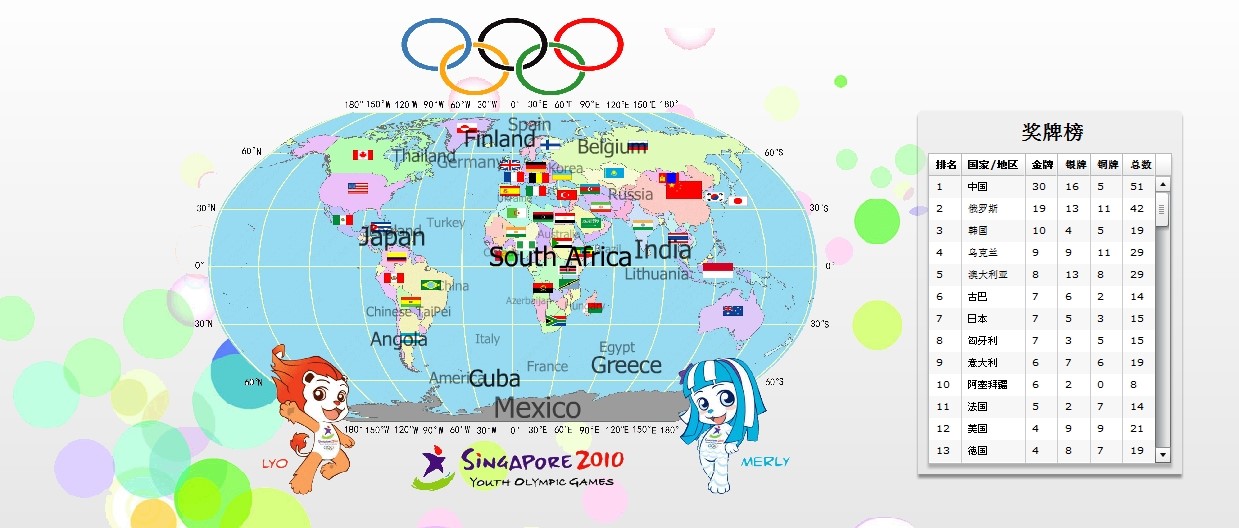 180° 150°W 120°W 90°W 60°W 30°W 0° 30°E 60°E 90°E 120°E 150°E 180°
Spain
Finland
Belgium
Thailand
Germany
Korea
60°N
60°S
Russia
Ukraine
30°N
30°S
Turkey
Japan
Australia
Brazil
South Africa
India
0°
0°
Lithuania
China
Azerbaijan
Hungary
Chinese TaiPei
30°N
30°S
Angola
Italy
Egypt
France
Greece
America
Cuba
60°N
60°S
Mexico
180° 150°W 120°W 90°W 60°W 30°W 0° 30°E 60°E 90°E 120°E 150°E 180°
LYO
SINGAPORE 2010
YOUTH OLYMPIC GAMES
MERLY
奖牌榜
排名 国家/地区 金牌 银牌 铜牌 总数
1 中国 30 16 5 51
2 俄罗斯 19 13 11 42
3 韩国 10 4 5 19
4 乌克兰 9 9 11 29
5 澳大利亚 8 13 8 29
6 古巴 7 6 2 14
7 日本 7 5 3 15
8 匈牙利 7 3 5 15
9 意大利 6 7 6 19
10 阿塞拜疆 6 2 0 8
11 法国 5 2 7 14
12 美国 4 9 9 21
13 德国 4 8 7 19